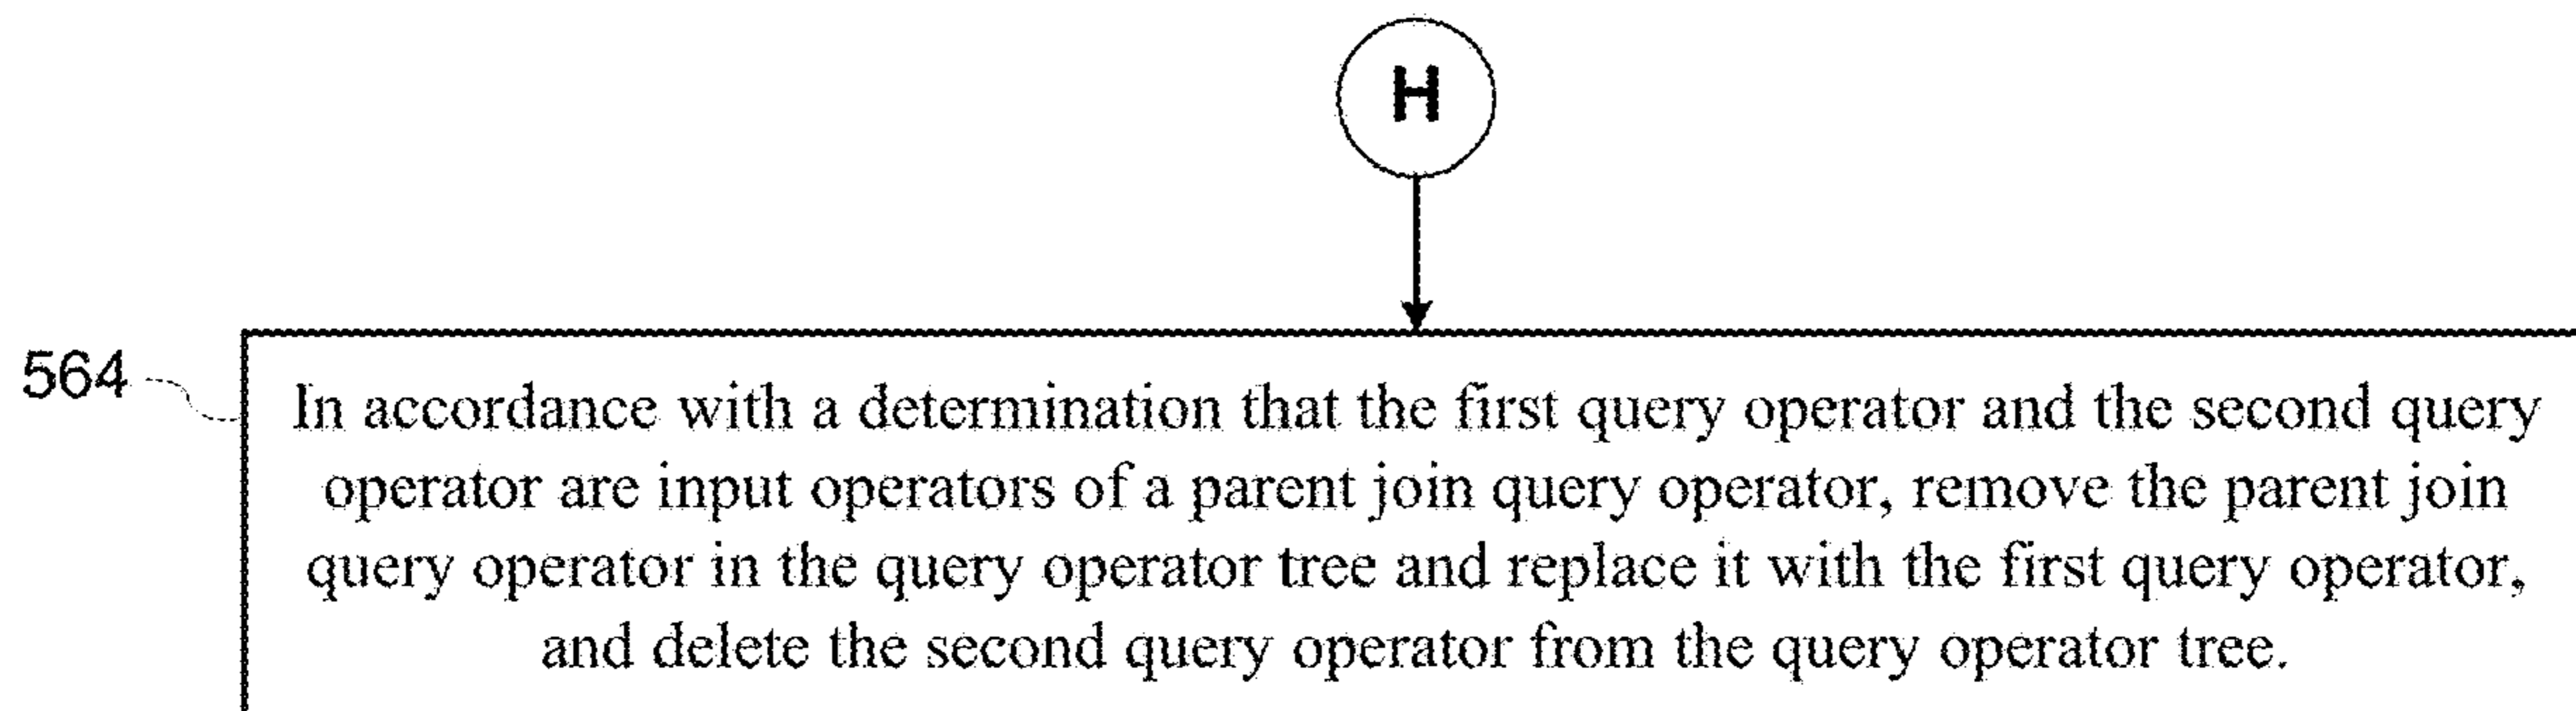 H
564
In accordance with a determination that the first query operator and the second query
operator are input operators of a parent join query operator, remove the parent join
query operator in the query operator tree and replace it with the first query operator,
and delete the second query operator from the query operator tree.